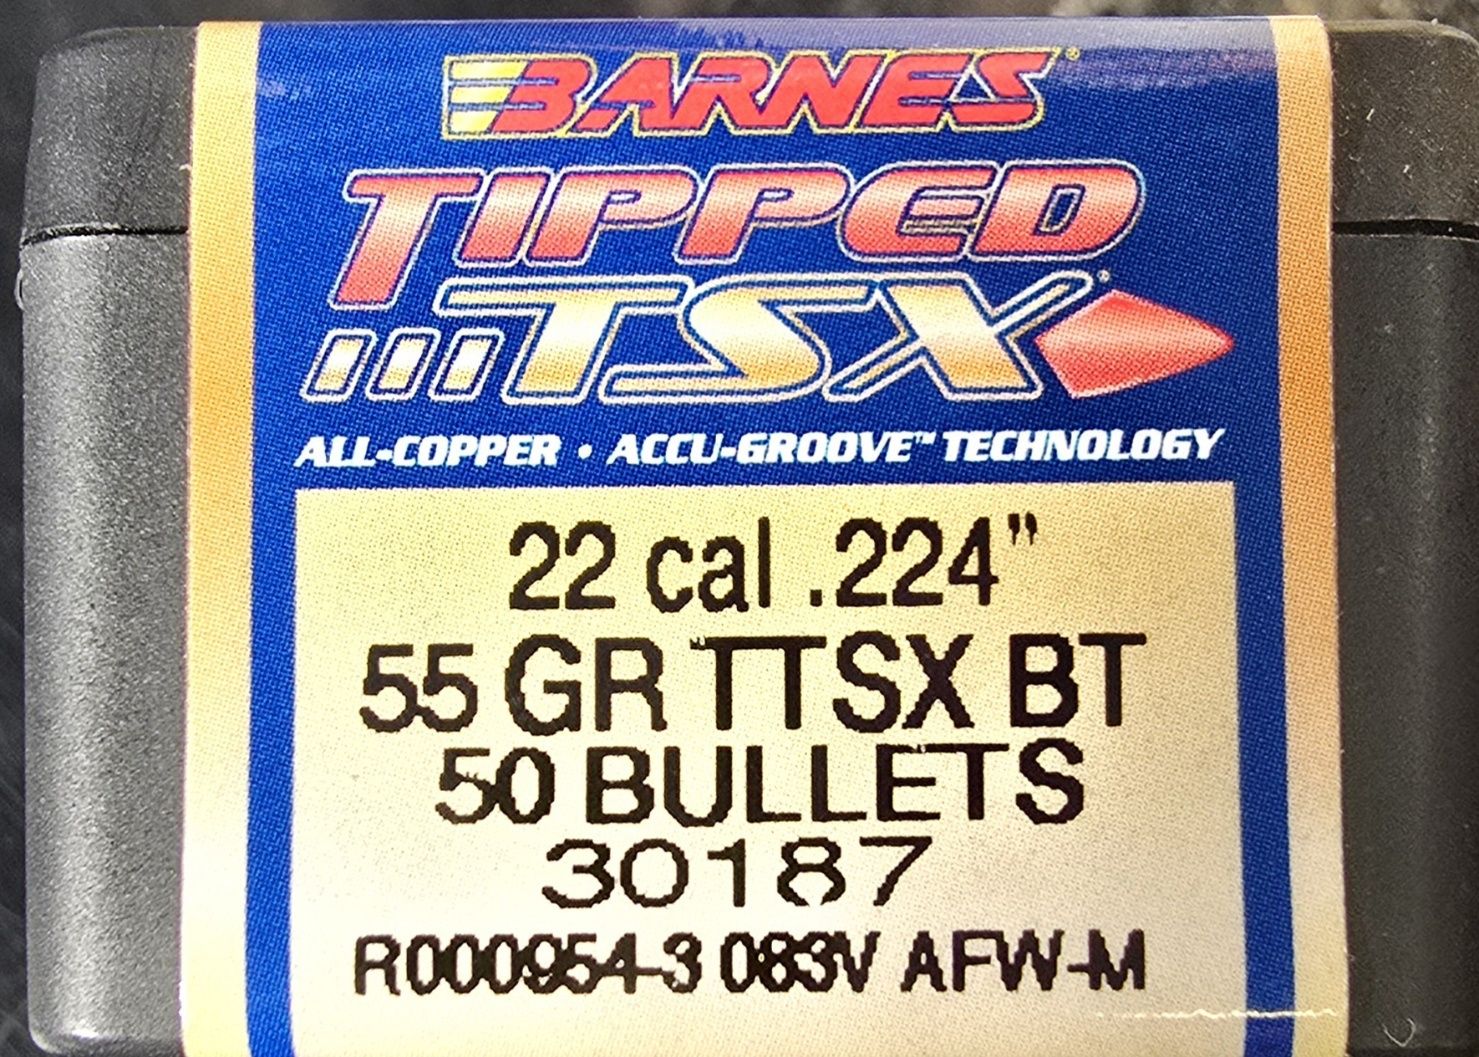 BARNES®
TIPPED
TSX®
ALL-COPPER • ACCU-GROOVE™ TECHNOLOGY
22 cal .224"
55 GR TTSX BT
50 BULLETS
30187
R000954-3 083V AFW-M